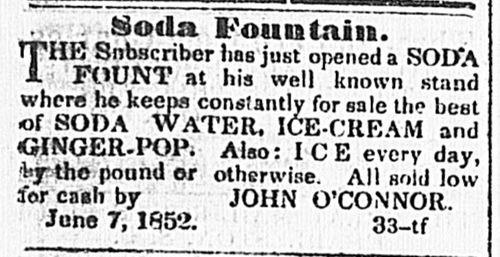 Soda Fountain.
THE Subscriber has just opened a SODA
FOUNT at his well known stand
where he keeps constantly for sale the best
of SODA WATER, ICE-CREAM and
GINGER-POP. Also: ICE every day,
by the pound or otherwise. All sold low
for cash by JOHN O'CONNOR.
June 7, 1852. 33-tf